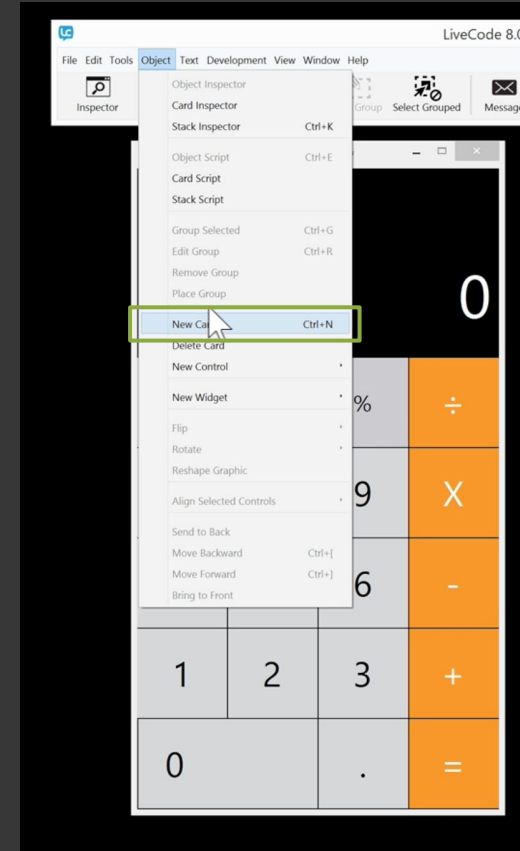 LiveCode 8.0
File Edit Tools Object Text Development View Window Help
Inspector
Group
Select Grouped
Message
Object Inspector
Card Inspector
Stack Inspector Ctrl+K
Object Script Ctrl+E
Card Script
Stack Script
Group Selected Ctrl+G
Edit Group Ctrl+R
Remove Group
Place Group
New Ca Ctrl+N
Delete Card
New Control
New Widget
Flip
Rotate
Reshape Graphic
Align Selected Controls
Send to Back
Move Backward Ctrl+[
Move Forward Ctrl+]
Bring to Front
0
% ÷
9 X
6 -
1 2 3 +
0 . =